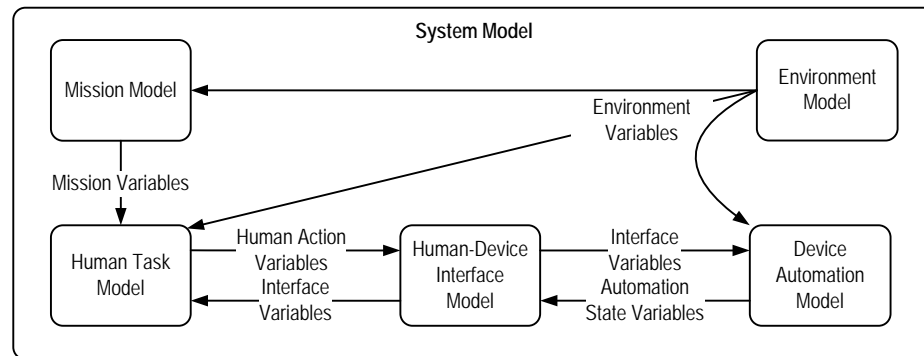 System Model
Mission Model
Environment
Model
Environment
Variables
Mission Variables
Human Task
Model
Human Action
Variables
Interface
Variables
Human-Device
Interface
Model
Interface
Variables
Automation
State Variables
Device
Automation
Model